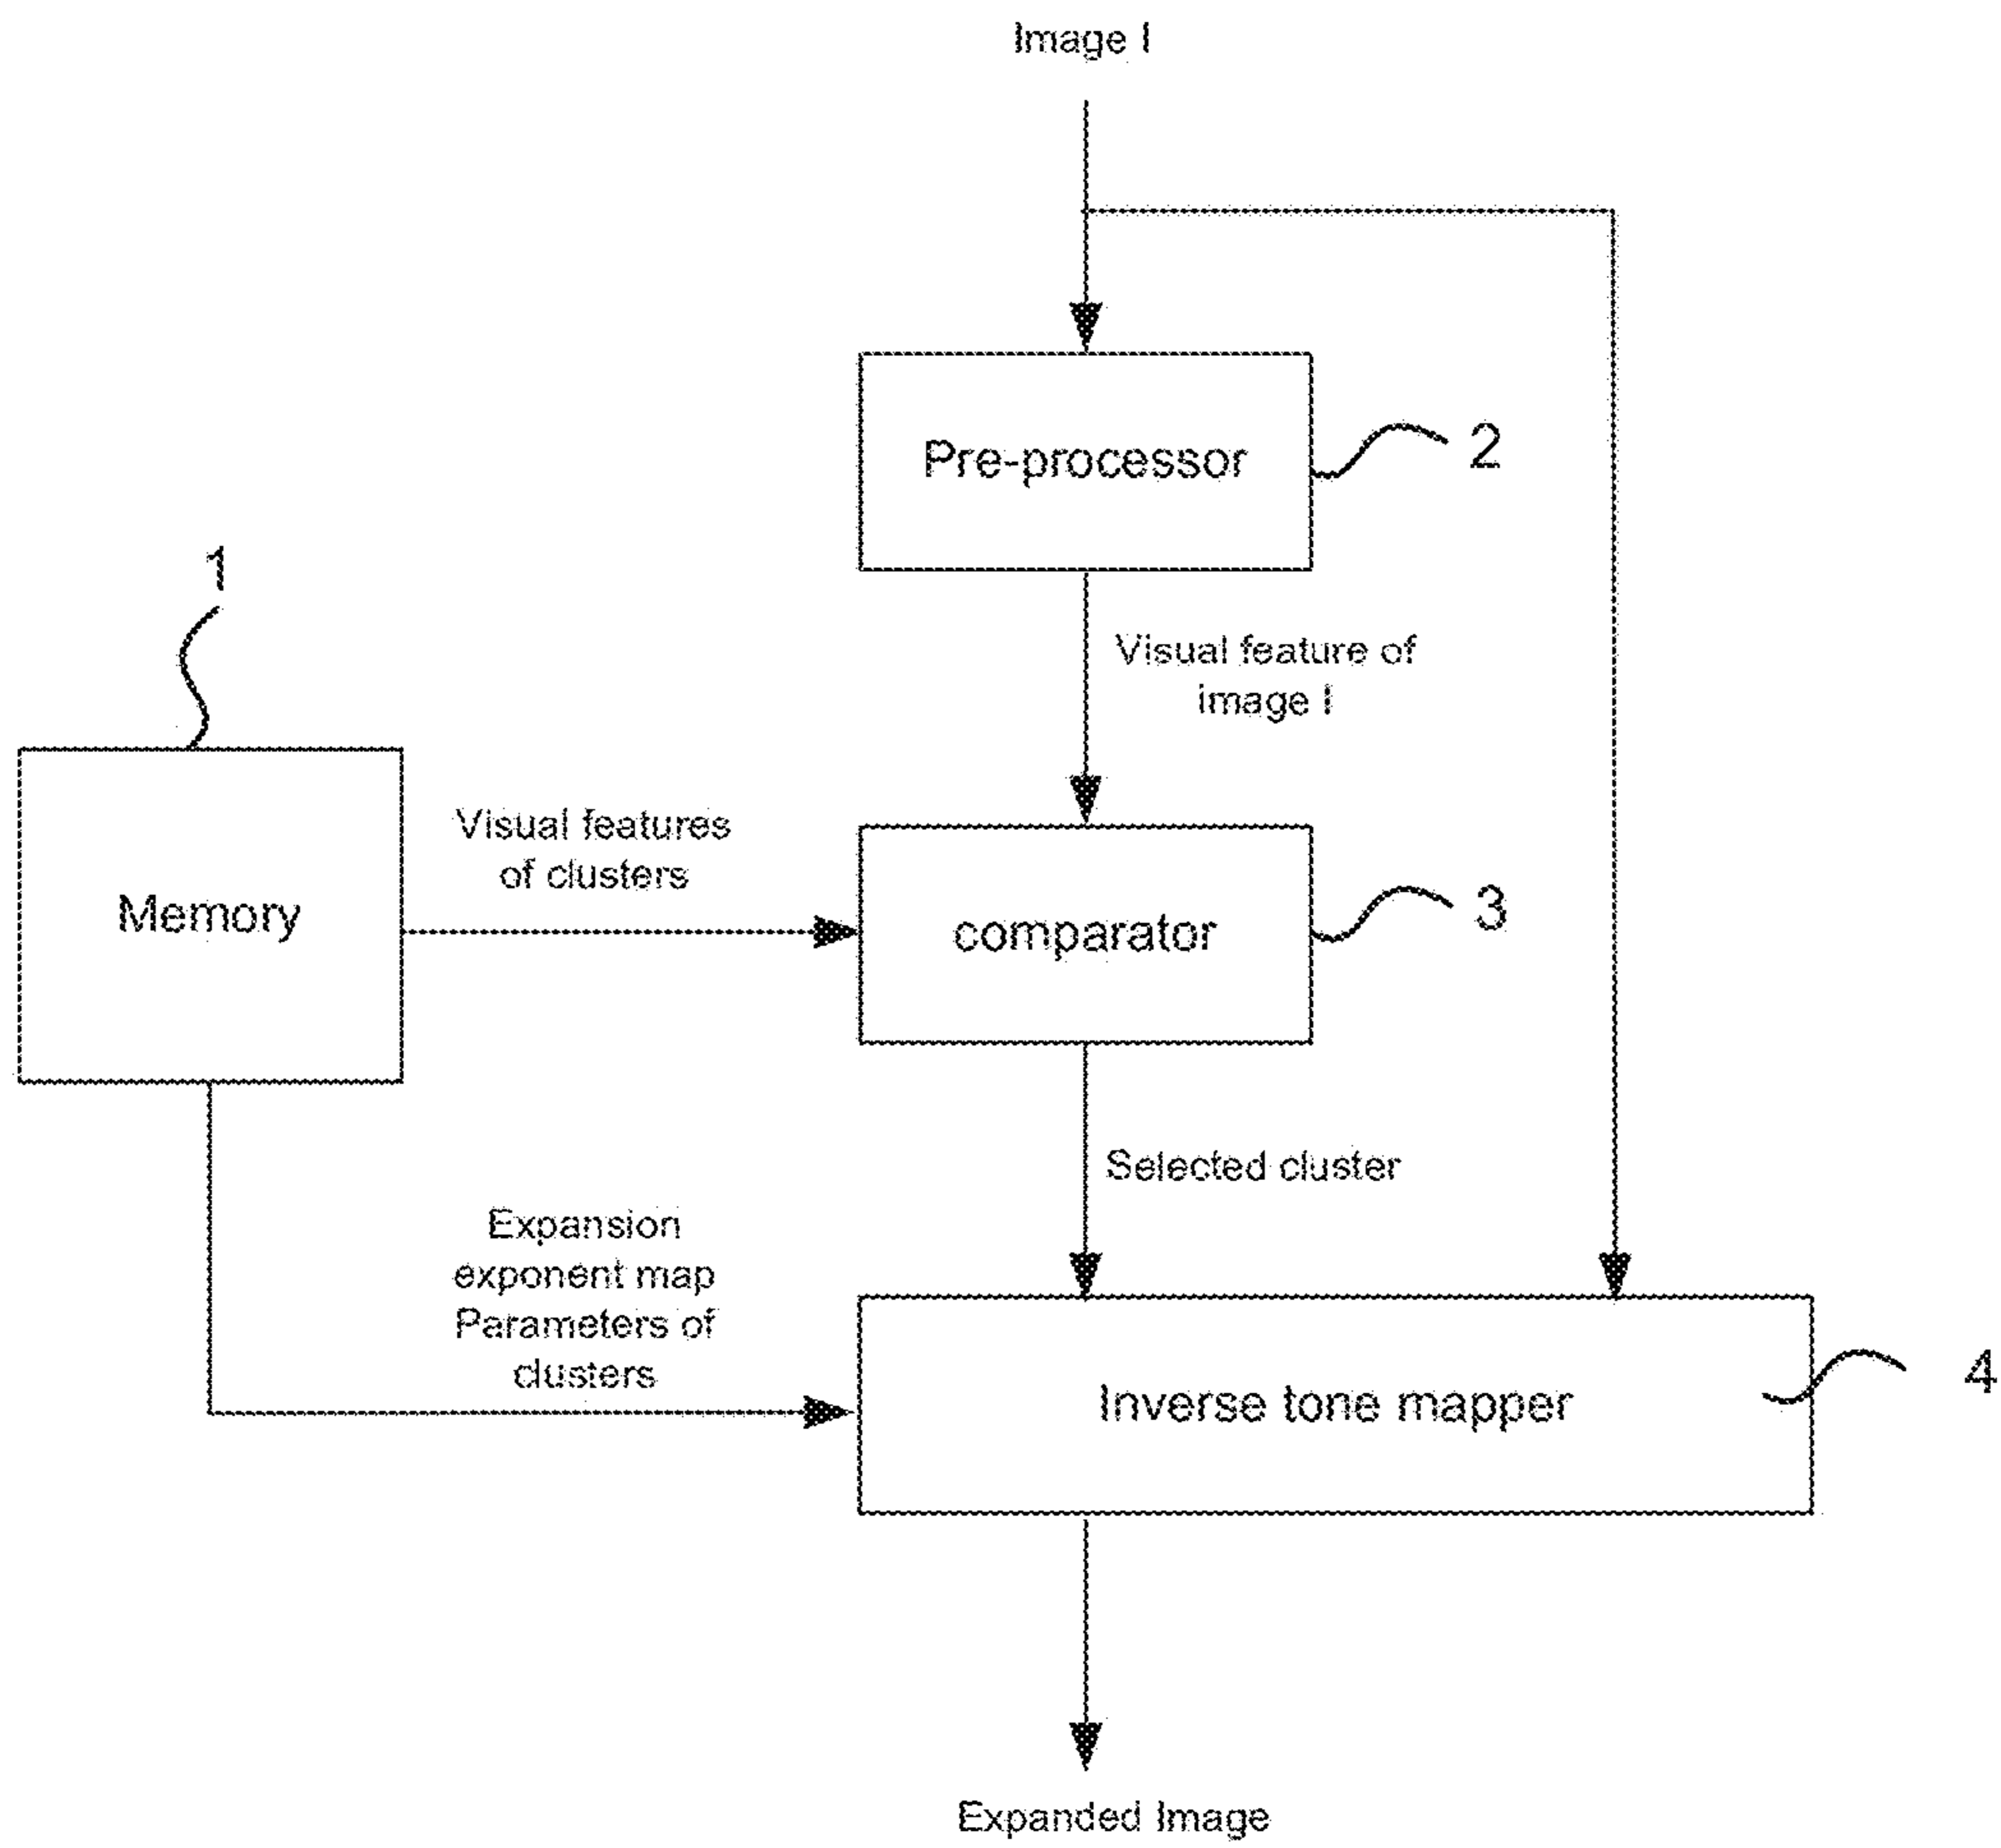 Image I
Pre-processor
2
Visual feature of
image I
1
Memory
Visual features
of clusters
comparator
3
Selected cluster
Expansion
exponent map
Parameters of
clusters
Inverse tone mapper
4
Expanded Image